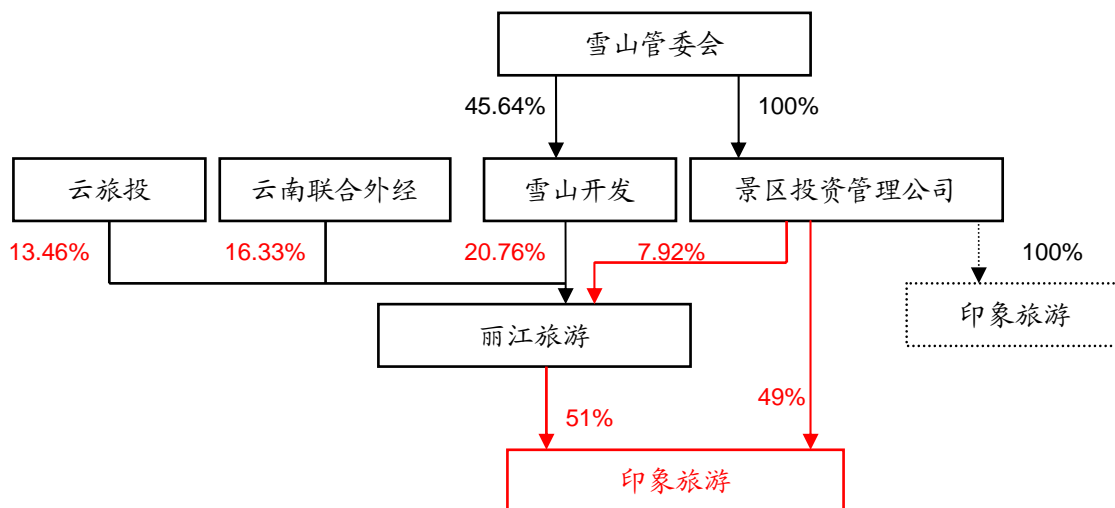 雪山管委会
45.64%
100%
云旅投
云南联合外经
雪山开发
景区投资管理公司
13.46%
16.33%
20.76%
7.92%
100%
印象旅游
丽江旅游
51%
49%
印象旅游